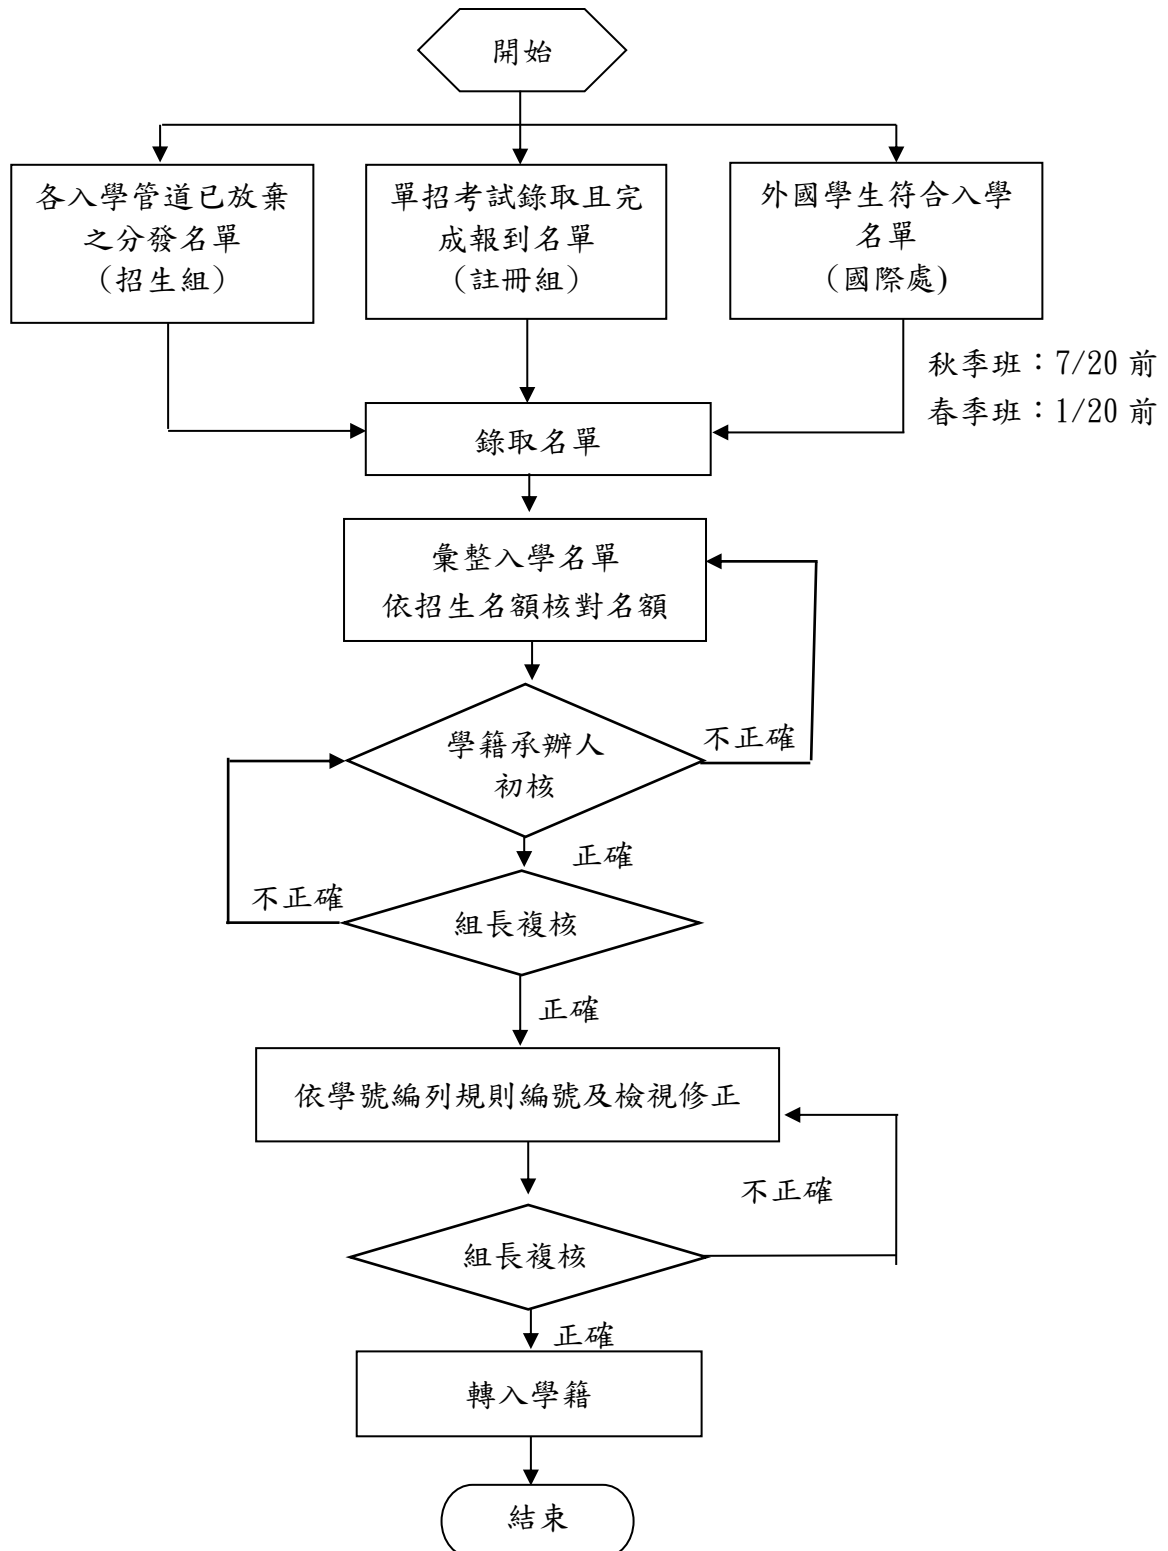 開始
各入學管道已放棄
之分發名單
(招生組)
單招考試錄取且完
成報到名單
(註冊組)
外國學生符合入學
名單
(國際處)
秋季班：7/20 前
春季班：1/20 前
錄取名單
彙整入學名單
依招生名額核對名額
學籍承辦人
初核
不正確
正確
不正確
組長複核
正確
依學號編列規則編號及檢視修正
不正確
組長複核
正確
轉入學籍
結束